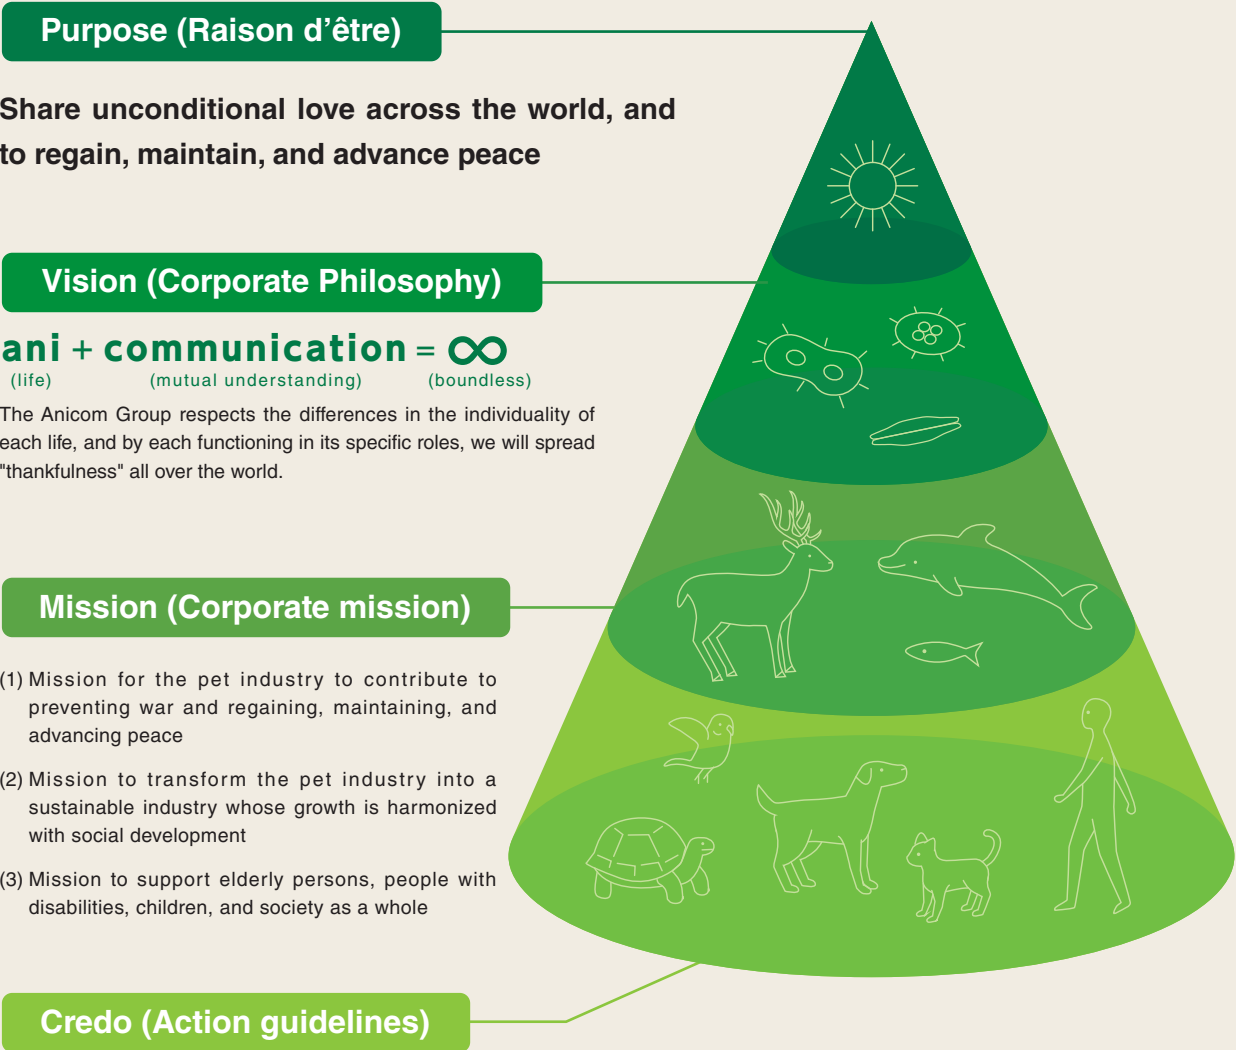 Purpose (Raison d’être)
Share unconditional love across the world, and
to regain, maintain, and advance peace
Vision (Corporate Philosophy)
ani + communication = ∞
(life) (mutual understanding) (boundless)
The Anicom Group respects the differences in the individuality of
each life, and by each functioning in its specific roles, we will spread
"thankfulness" all over the world.
Mission (Corporate mission)
(1) Mission for the pet industry to contribute to
preventing war and regaining, maintaining, and
advancing peace
(2) Mission to transform the pet industry into a
sustainable industry whose growth is harmonized
with social development
(3) Mission to support elderly persons, people with
disabilities, children, and society as a whole
Credo (Action guidelines)